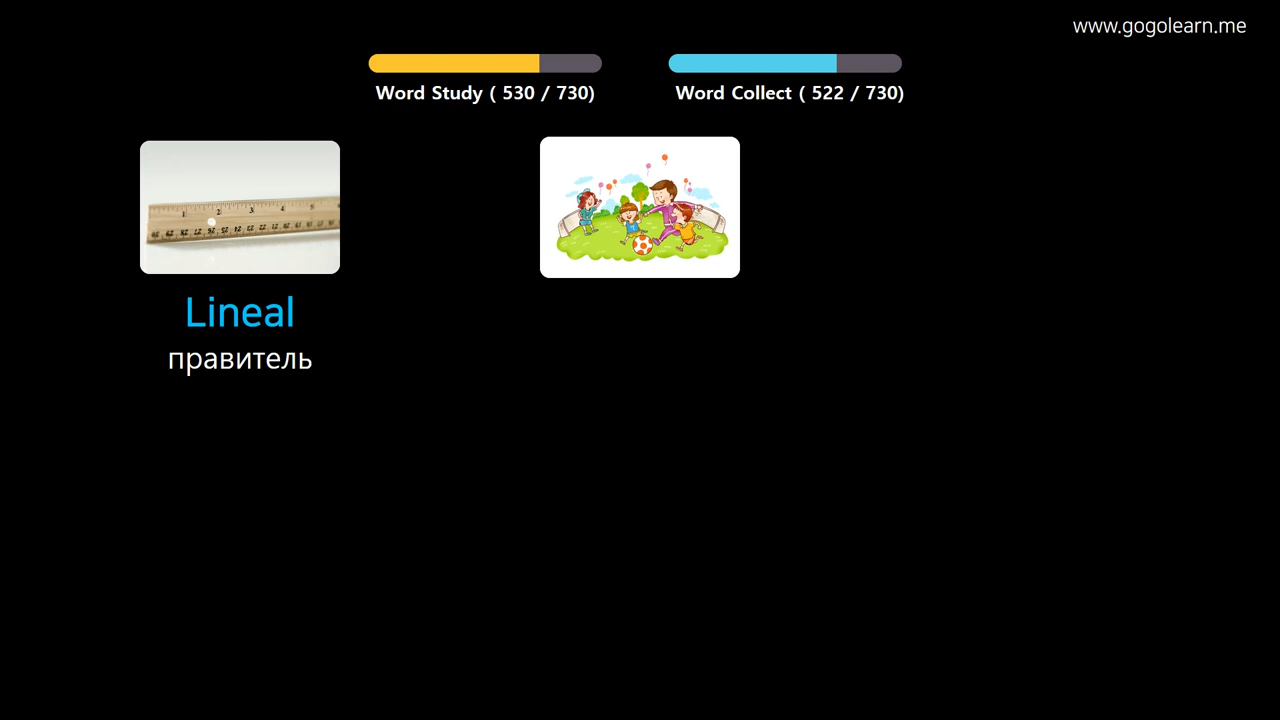 www.gogolearn.me
Word Study ( 530 / 730)
Word Collect ( 522 / 730)
Lineal
правитель